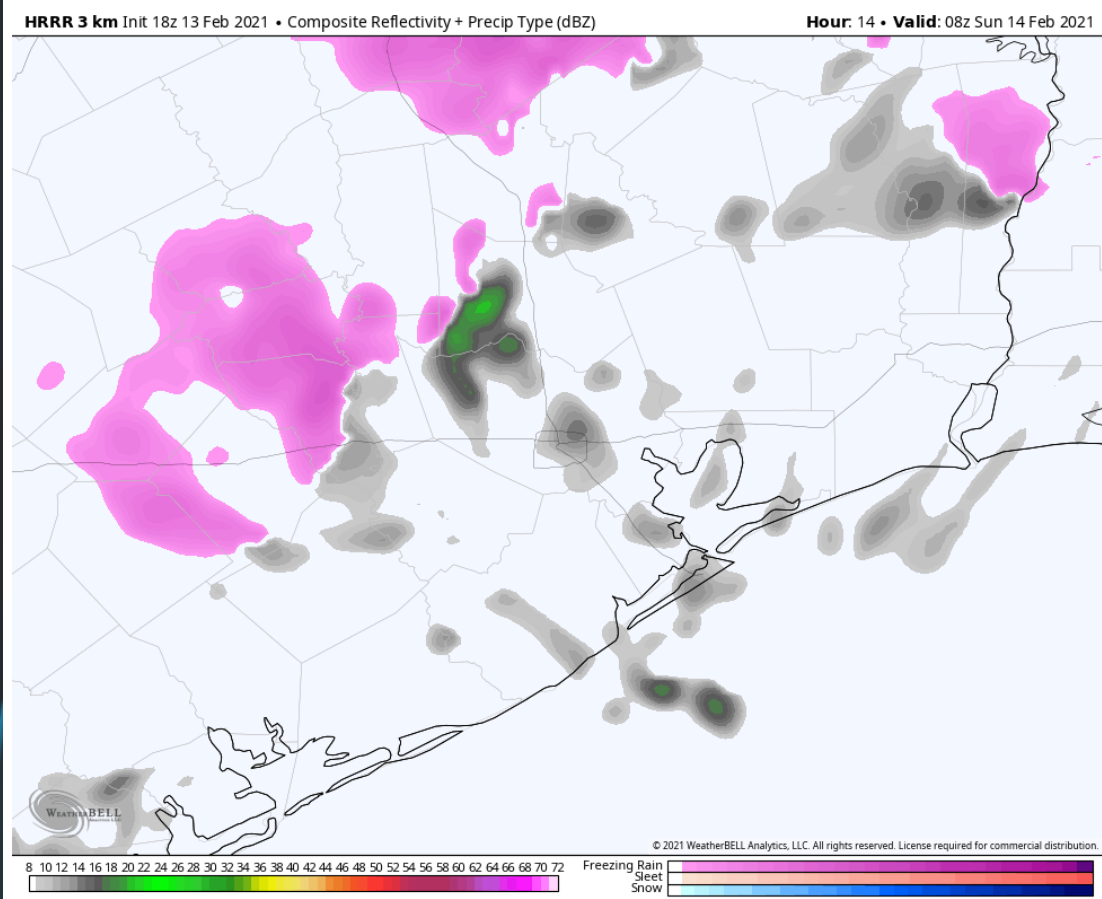 HRRR 3 km Init 18z 13 Feb 2021 • Composite Reflectivity + Precip Type (dBZ) Hour: 14 • Valid: 08z Sun 14 Feb 2021
WEATHERBELL
© 2021 WeatherBELL Analytics, LLC. All rights reserved. License required for commercial distribution.
8 10 12 14 16 18 20 22 24 26 28 30 32 34 36 38 40 42 44 46 48 50 52 54 56 58 60 62 64 66 68 70 72
Freezing Rain
Sleet
Snow